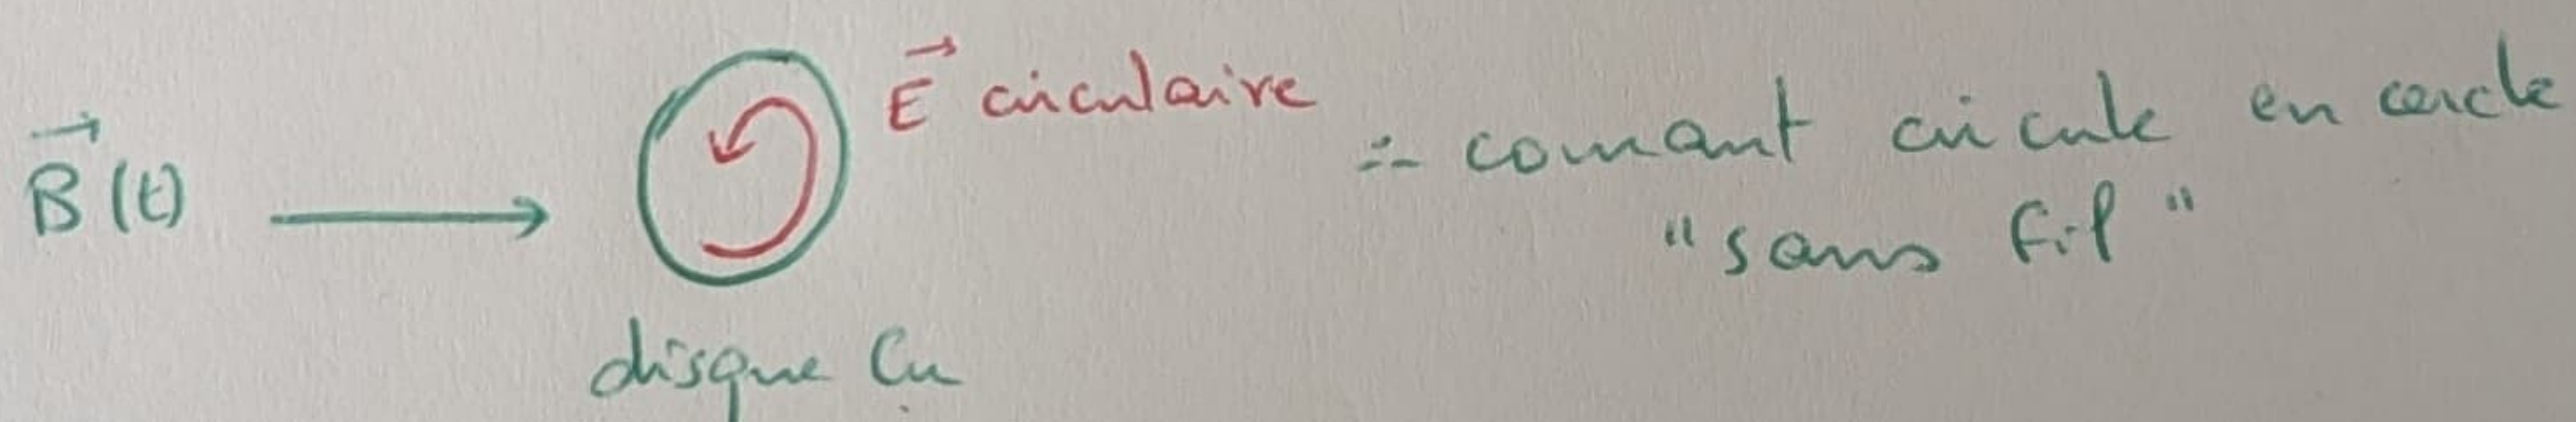 B⃗(t)
E⃗ circulaire
∴ courant circule en cercle
"sans fil"
disque Cu